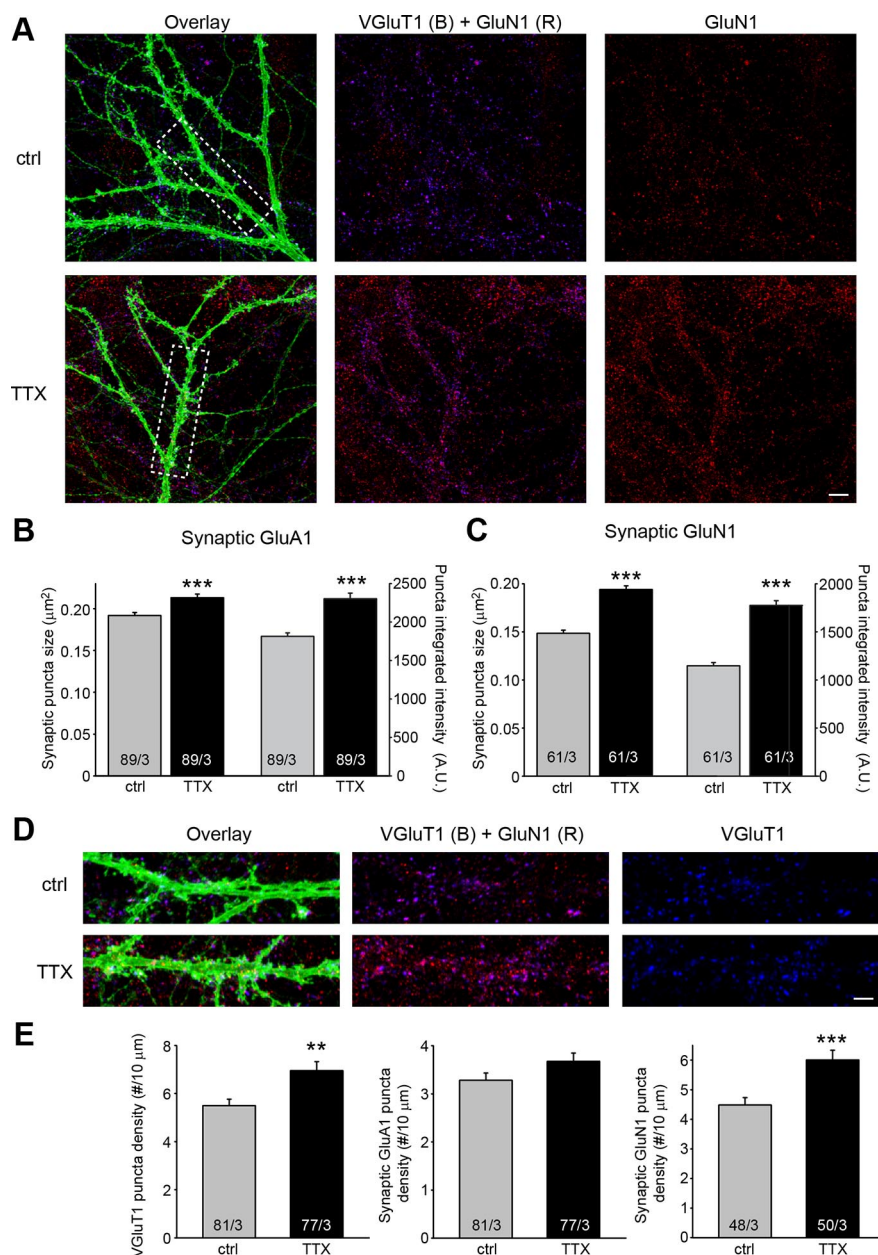 A
Overlay
VGluT1 (B) + GluN1 (R)
GluN1
ctrl
TTX
B
Synaptic GluA1
Synaptic puncta size (µm²)
0.20
0.15
0.10
0.05
0
***
***
89/3
89/3
89/3
89/3
ctrl
TTX
ctrl
TTX
2500
2000
1500
1000
500
0
Puncta integrated intensity (A.U.)
C
Synaptic GluN1
Synaptic puncta size (µm²)
0.20
0.15
0.10
0.05
0
***
***
61/3
61/3
61/3
61/3
ctrl
TTX
ctrl
TTX
2000
1500
1000
500
0
Puncta integrated intensity (A.U.)
D
Overlay
VGluT1 (B) + GluN1 (R)
VGluT1
ctrl
TTX
E
VGluT1 puncta density (#/10 µm)
8
6
4
2
0
**
81/3
77/3
ctrl
TTX
Synaptic GluA1 puncta
density (#/10 µm)
4
3
2
1
0
81/3
77/3
ctrl
TTX
Synaptic GluN1 puncta
density (#/10 µm)
6
5
4
3
2
1
0
***
48/3
50/3
ctrl
TTX